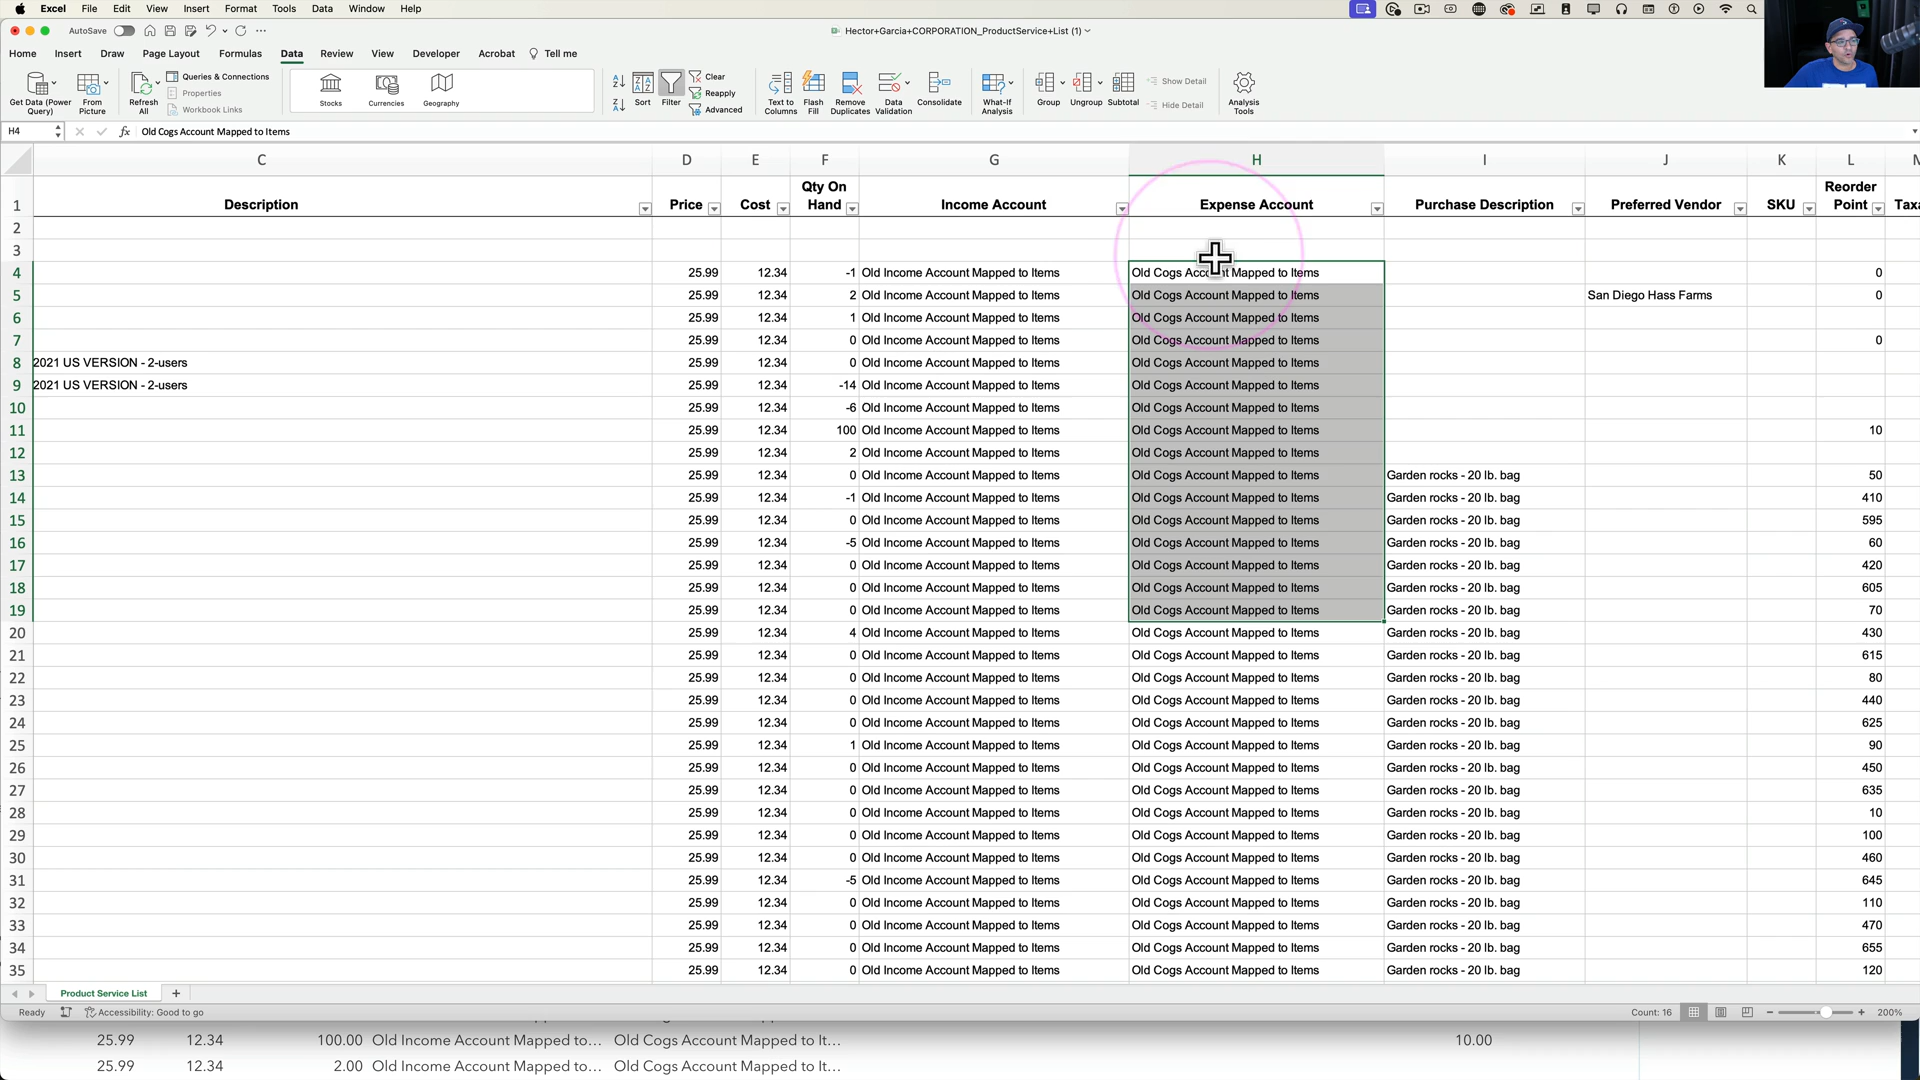 Excel File Edit View Insert Format Tools Data Window Help
AutoSave Hector+Garcia+CORPORATION_ProductService+List (1)
Home Insert Draw Page Layout Formulas Data Review View Developer Acrobat Tell me
Get Data (Power Query) From Picture Refresh All Queries & Connections Properties Workbook Links Stocks Currencies Geography Sort Filter Clear Reapply Advanced Text to Columns Flash Fill Remove Duplicates Data Validation Consolidate What-If Analysis Group Ungroup Subtotal Show Detail Hide Detail Analysis Tools
H4 fx Old Cogs Account Mapped to Items
C D E F G H I J K L M
1 Description Price Cost Qty On Hand Income Account Expense Account Purchase Description Preferred Vendor SKU Reorder Point Taxa
2
3
4 25.99 12.34 -1 Old Income Account Mapped to Items Old Cogs Account Mapped to Items 0
5 25.99 12.34 2 Old Income Account Mapped to Items Old Cogs Account Mapped to Items San Diego Hass Farms 0
6 25.99 12.34 1 Old Income Account Mapped to Items Old Cogs Account Mapped to Items
7 25.99 12.34 0 Old Income Account Mapped to Items Old Cogs Account Mapped to Items 0
8 2021 US VERSION - 2-users 25.99 12.34 0 Old Income Account Mapped to Items Old Cogs Account Mapped to Items
9 2021 US VERSION - 2-users 25.99 12.34 -14 Old Income Account Mapped to Items Old Cogs Account Mapped to Items
10 25.99 12.34 -6 Old Income Account Mapped to Items Old Cogs Account Mapped to Items
11 25.99 12.34 100 Old Income Account Mapped to Items Old Cogs Account Mapped to Items 10
12 25.99 12.34 2 Old Income Account Mapped to Items Old Cogs Account Mapped to Items
13 25.99 12.34 0 Old Income Account Mapped to Items Old Cogs Account Mapped to Items Garden rocks - 20 lb. bag 50
14 25.99 12.34 -1 Old Income Account Mapped to Items Old Cogs Account Mapped to Items Garden rocks - 20 lb. bag 410
15 25.99 12.34 0 Old Income Account Mapped to Items Old Cogs Account Mapped to Items Garden rocks - 20 lb. bag 595
16 25.99 12.34 -5 Old Income Account Mapped to Items Old Cogs Account Mapped to Items Garden rocks - 20 lb. bag 60
17 25.99 12.34 0 Old Income Account Mapped to Items Old Cogs Account Mapped to Items Garden rocks - 20 lb. bag 420
18 25.99 12.34 0 Old Income Account Mapped to Items Old Cogs Account Mapped to Items Garden rocks - 20 lb. bag 605
19 25.99 12.34 0 Old Income Account Mapped to Items Old Cogs Account Mapped to Items Garden rocks - 20 lb. bag 70
20 25.99 12.34 4 Old Income Account Mapped to Items Old Cogs Account Mapped to Items Garden rocks - 20 lb. bag 430
21 25.99 12.34 0 Old Income Account Mapped to Items Old Cogs Account Mapped to Items Garden rocks - 20 lb. bag 615
22 25.99 12.34 0 Old Income Account Mapped to Items Old Cogs Account Mapped to Items Garden rocks - 20 lb. bag 80
23 25.99 12.34 0 Old Income Account Mapped to Items Old Cogs Account Mapped to Items Garden rocks - 20 lb. bag 440
24 25.99 12.34 0 Old Income Account Mapped to Items Old Cogs Account Mapped to Items Garden rocks - 20 lb. bag 625
25 25.99 12.34 1 Old Income Account Mapped to Items Old Cogs Account Mapped to Items Garden rocks - 20 lb. bag 90
26 25.99 12.34 0 Old Income Account Mapped to Items Old Cogs Account Mapped to Items Garden rocks - 20 lb. bag 450
27 25.99 12.34 0 Old Income Account Mapped to Items Old Cogs Account Mapped to Items Garden rocks - 20 lb. bag 635
28 25.99 12.34 0 Old Income Account Mapped to Items Old Cogs Account Mapped to Items Garden rocks - 20 lb. bag 10
29 25.99 12.34 0 Old Income Account Mapped to Items Old Cogs Account Mapped to Items Garden rocks - 20 lb. bag 100
30 25.99 12.34 0 Old Income Account Mapped to Items Old Cogs Account Mapped to Items Garden rocks - 20 lb. bag 460
31 25.99 12.34 -5 Old Income Account Mapped to Items Old Cogs Account Mapped to Items Garden rocks - 20 lb. bag 645
32 25.99 12.34 0 Old Income Account Mapped to Items Old Cogs Account Mapped to Items Garden rocks - 20 lb. bag 110
33 25.99 12.34 0 Old Income Account Mapped to Items Old Cogs Account Mapped to Items Garden rocks - 20 lb. bag 470
34 25.99 12.34 0 Old Income Account Mapped to Items Old Cogs Account Mapped to Items Garden rocks - 20 lb. bag 655
35 25.99 12.34 0 Old Income Account Mapped to Items Old Cogs Account Mapped to Items Garden rocks - 20 lb. bag 120
Product Service List
Ready Accessibility: Good to go Count: 16 200%
25.99 12.34 100.00 Old Income Account Mapped to... Old Cogs Account Mapped to It... 10.00
25.99 12.34 2.00 Old Income Account Mapped to... Old Cogs Account Mapped to It...